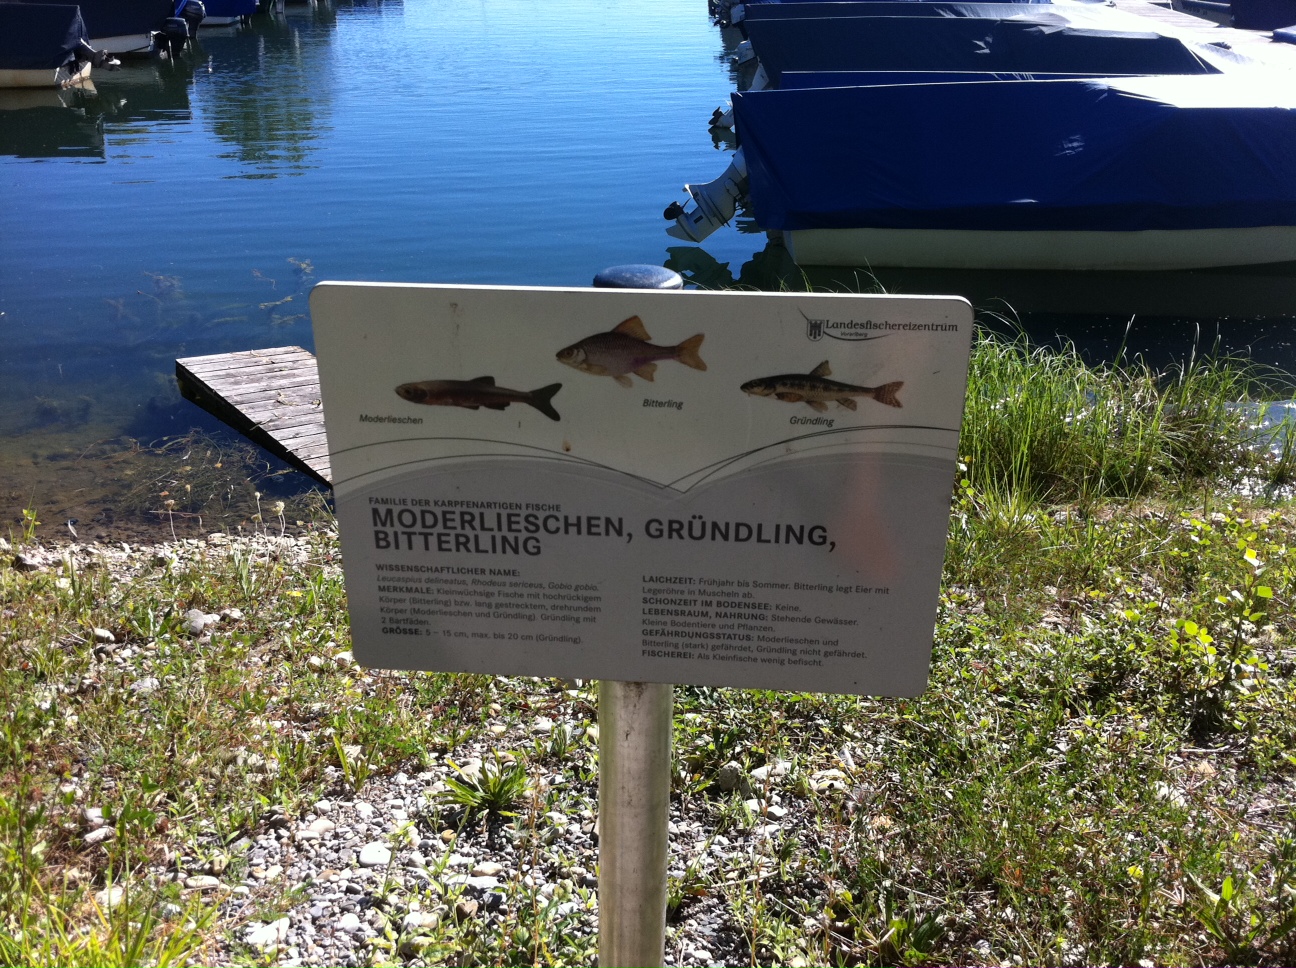 Landesfischereizentrum
Vorarlberg
Moderlieschen
Bitterling
Gründling
FAMILIE DER KARPFENARTIGEN FISCHE
MODERLIESCHEN, GRÜNDLING,
BITTERLING
WISSENSCHAFTLICHER NAME:
Leucaspius delineatus, Rhodeus sericeus, Gobio gobio.
MERKMALE: Kleinwüchsige Fische mit hochrückigem
Körper (Bitterling) bzw. lang gestrecktem, drehrundem
Körper (Moderlieschen und Gründling). Gründling mit
2 Bartfäden.
GRÖSSE: 5 – 15 cm, max. bis 20 cm (Gründling).
LAICHZEIT: Frühjahr bis Sommer, Bitterling legt Eier mit
Legeröhre in Muscheln ab.
SCHONZEIT IM BODENSEE: Keine.
LEBENSRAUM, NAHRUNG: Stehende Gewässer.
Kleine Bodentiere und Pflanzen.
GEFÄHRDUNGSSTATUS: Moderlieschen und
Bitterling (stark) gefährdet, Gründling nicht gefährdet.
FISCHEREI: Als Kleinfische wenig befischt.